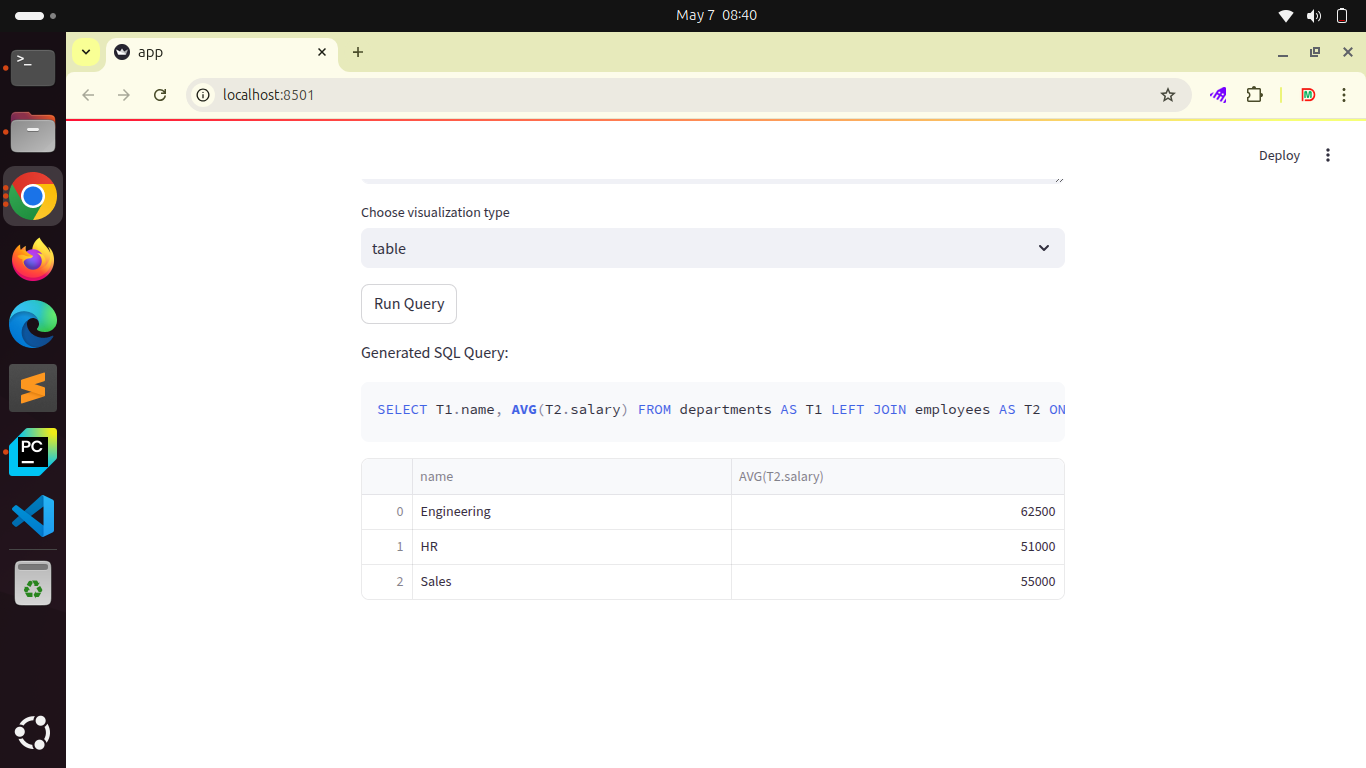 May 7 08:40
app
localhost:8501
Deploy
Choose visualization type
table
Run Query
Generated SQL Query:
SELECT T1.name, AVG(T2.salary) FROM departments AS T1 LEFT JOIN employees AS T2 ON
name AVG(T2.salary)
0 Engineering 62500
1 HR 51000
2 Sales 55000
>_
PC
M